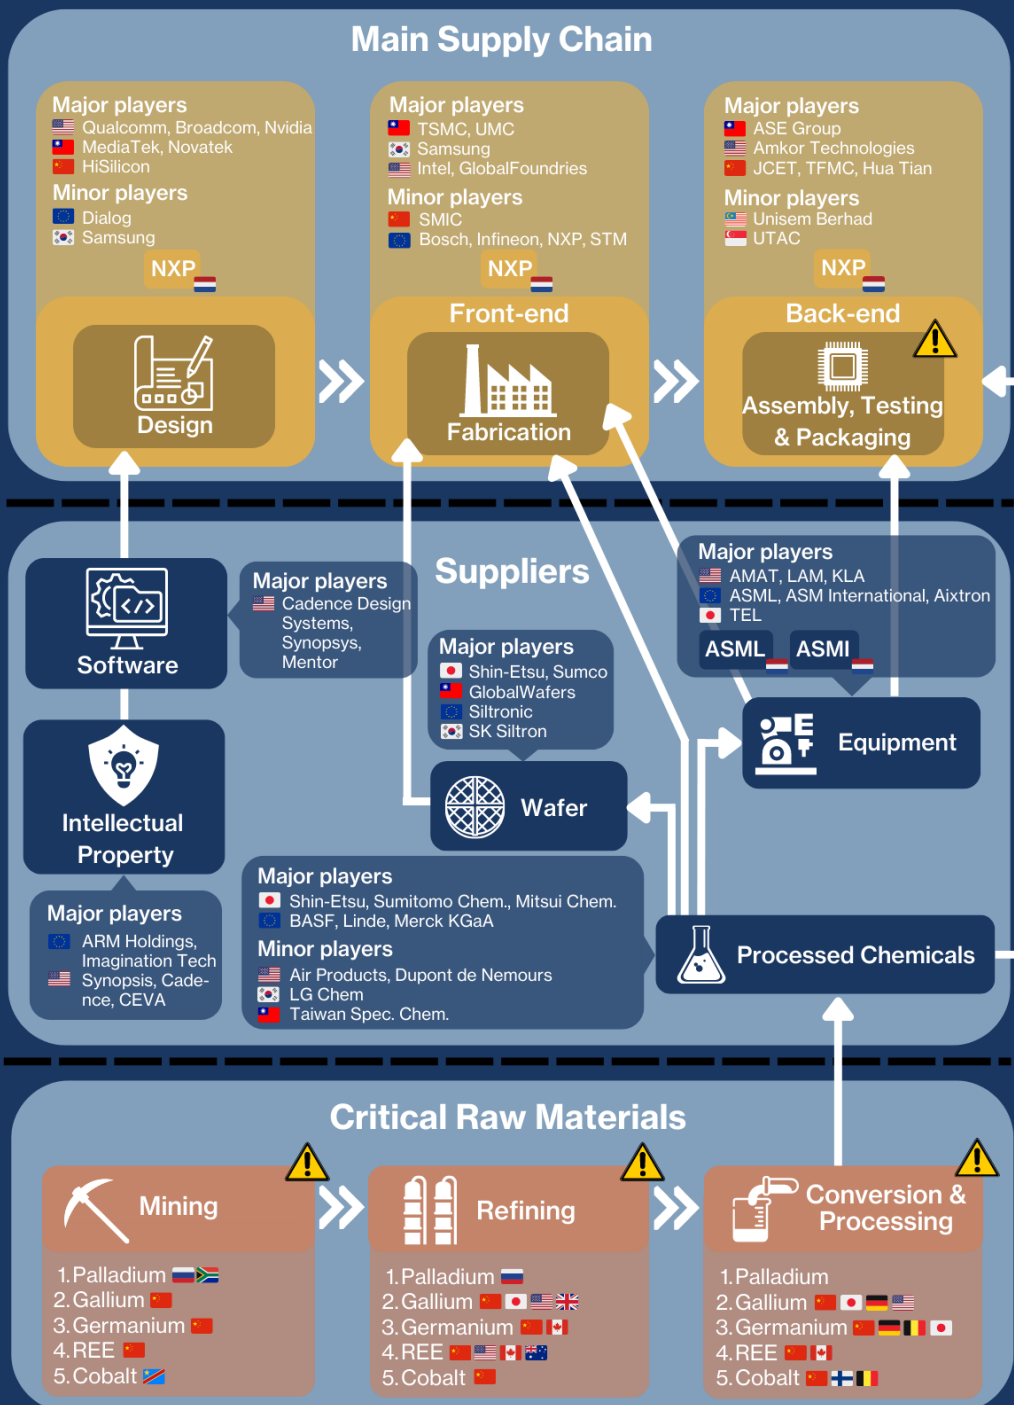 Main Supply Chain
Major players
Qualcomm, Broadcom, Nvidia
MediaTek, Novatek
HiSilicon
Minor players
Dialog
Samsung
NXP
Design
Major players
TSMC, UMC
Samsung
Intel, GlobalFoundries
Minor players
SMIC
Bosch, Infineon, NXP, STM
NXP
Front-end
Fabrication
Major players
ASE Group
Amkor Technologies
JCET, TFMC, Hua Tian
Minor players
Unisem Berhad
UTAC
NXP
Back-end
Assembly, Testing
& Packaging
Suppliers
Software
Major players
Cadence Design
Systems,
Synopsys,
Mentor
Intellectual
Property
Major players
ARM Holdings,
Imagination Tech
Synopsis, Cade-
nce, CEVA
Major players
Shin-Etsu, Sumco
GlobalWafers
Siltronic
SK Siltron
Wafer
Major players
AMAT, LAM, KLA
ASML, ASM International, Aixtron
TEL
ASML
ASMI
Equipment
Major players
Shin-Etsu, Sumitomo Chem., Mitsui Chem.
BASF, Linde, Merck KGaA
Minor players
Air Products, Dupont de Nemours
LG Chem
Taiwan Spec. Chem.
Processed Chemicals
Critical Raw Materials
Mining
1. Palladium
2. Gallium
3. Germanium
4. REE
5. Cobalt
Refining
1. Palladium
2. Gallium
3. Germanium
4. REE
5. Cobalt
Conversion &
Processing
1. Palladium
2. Gallium
3. Germanium
4. REE
5. Cobalt